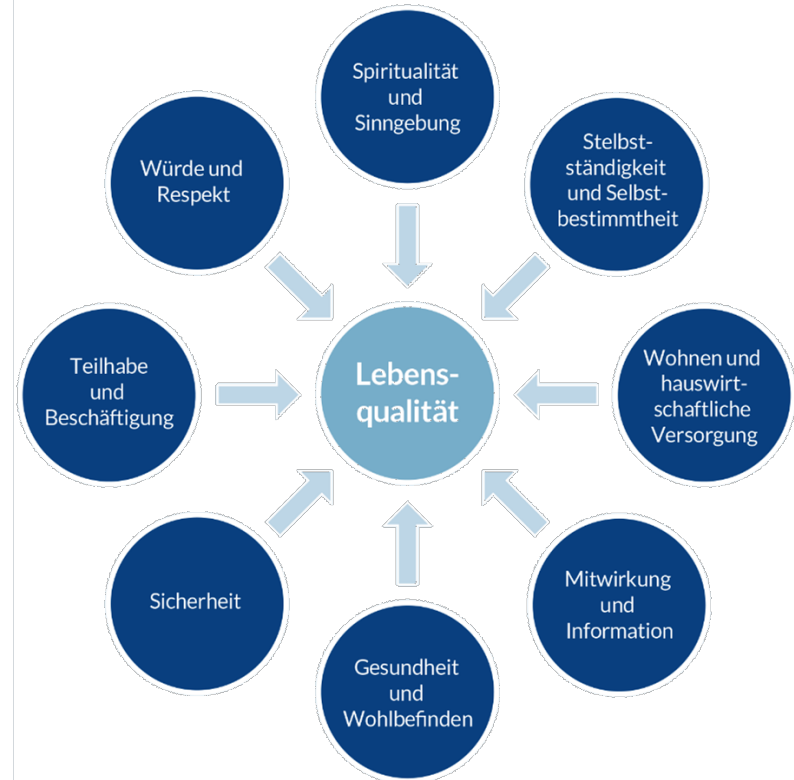 Spiritualität
und
Sinngebung
Stelbst-
ständigkeit
und Selbst-
bestimmtheit
Wohnen und
hauswirt-
schaftliche
Versorgung
Mitwirkung
und
Information
Gesundheit
und
Wohlbefinden
Sicherheit
Teilhabe
und
Beschäftigung
Würde und
Respekt
Lebens-
qualität